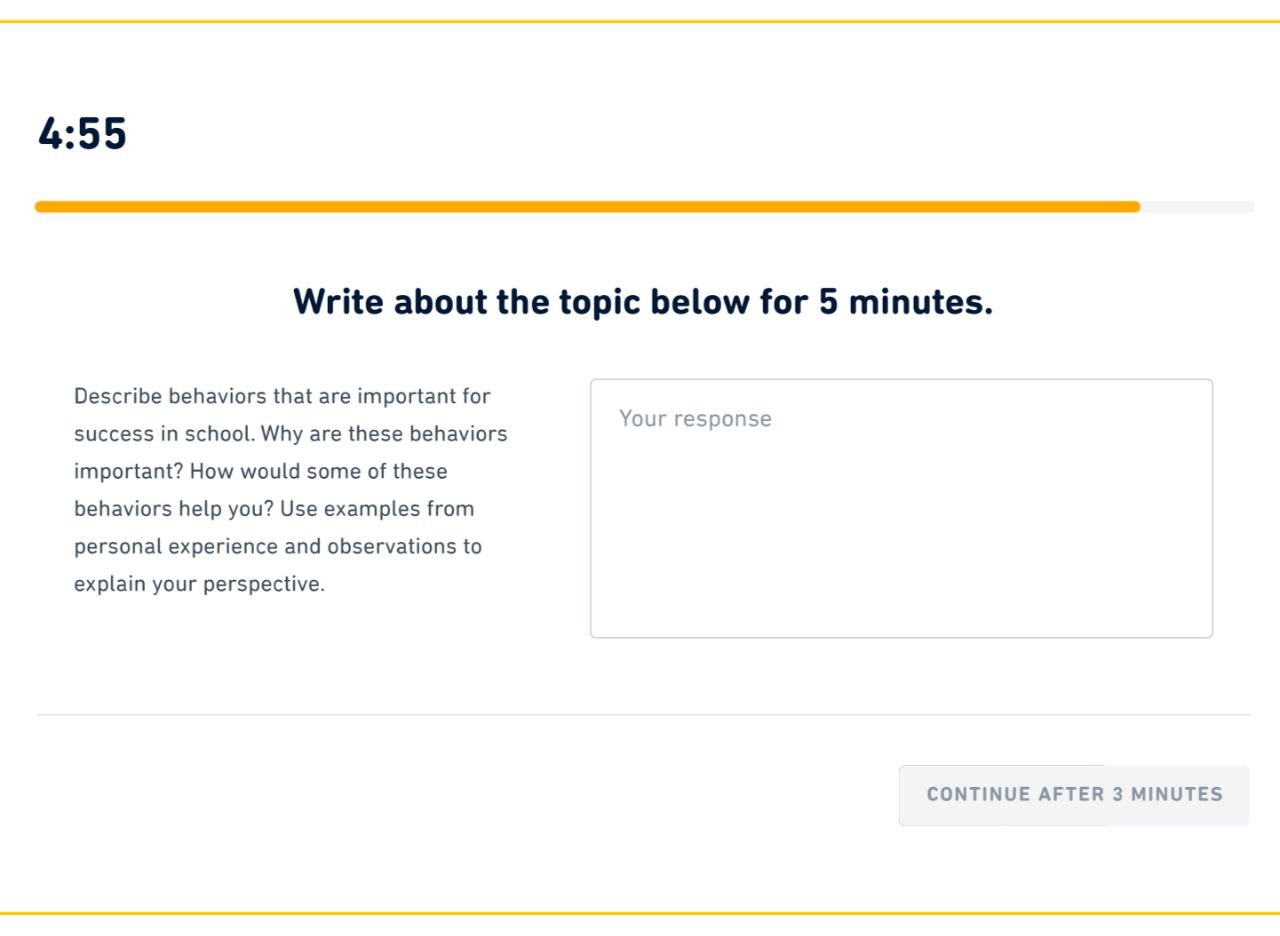 4:55
Write about the topic below for 5 minutes.
Describe behaviors that are important for
success in school. Why are these behaviors
important? How would some of these
behaviors help you? Use examples from
personal experience and observations to
explain your perspective.
Your response
CONTINUE AFTER 3 MINUTES